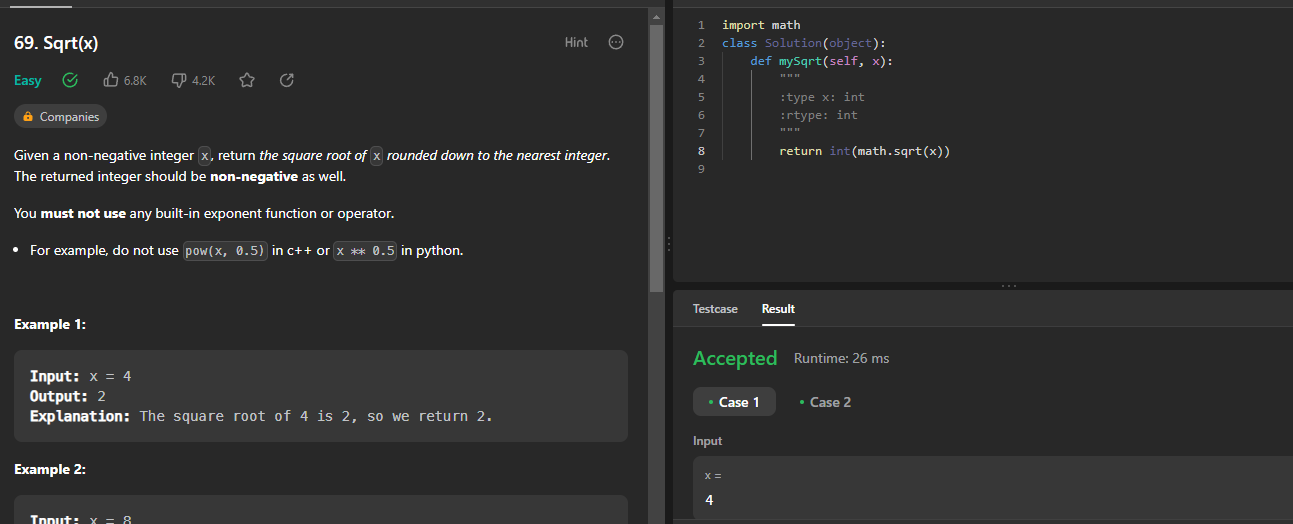 69. Sqrt(x)
Hint
Easy 6.8K 4.2K
Companies
Given a non-negative integer x, return the square root of x rounded down to the nearest integer.
The returned integer should be non-negative as well.
You must not use any built-in exponent function or operator.
• For example, do not use pow(x, 0.5) in c++ or x ** 0.5 in python.
Example 1:
Input: x = 4
Output: 2
Explanation: The square root of 4 is 2, so we return 2.
Example 2:
Input: x = 8
1 import math
2 class Solution(object):
3 def mySqrt(self, x):
4 """
5 :type x: int
6 :rtype: int
7 """
8 return int(math.sqrt(x))
9
Testcase Result
Accepted Runtime: 26 ms
• Case 1 • Case 2
Input
x =
4